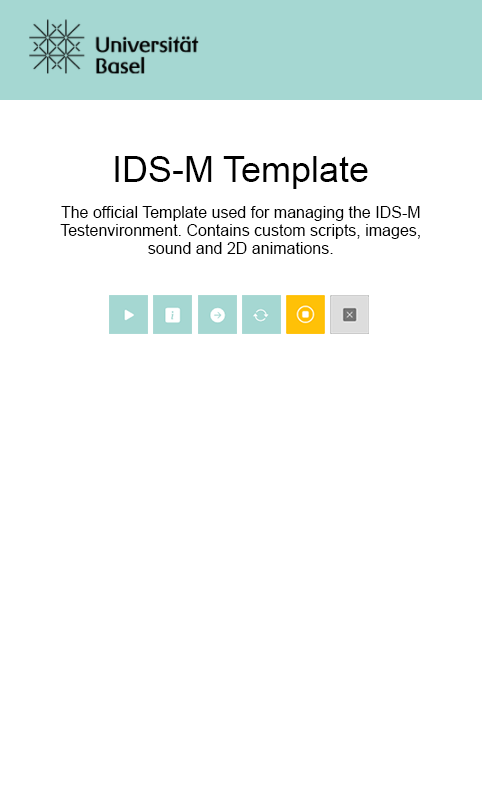 Universität
Basel
IDS-M Template
The official Template used for managing the IDS-M
Testenvironment. Contains custom scripts, images,
sound and 2D animations.